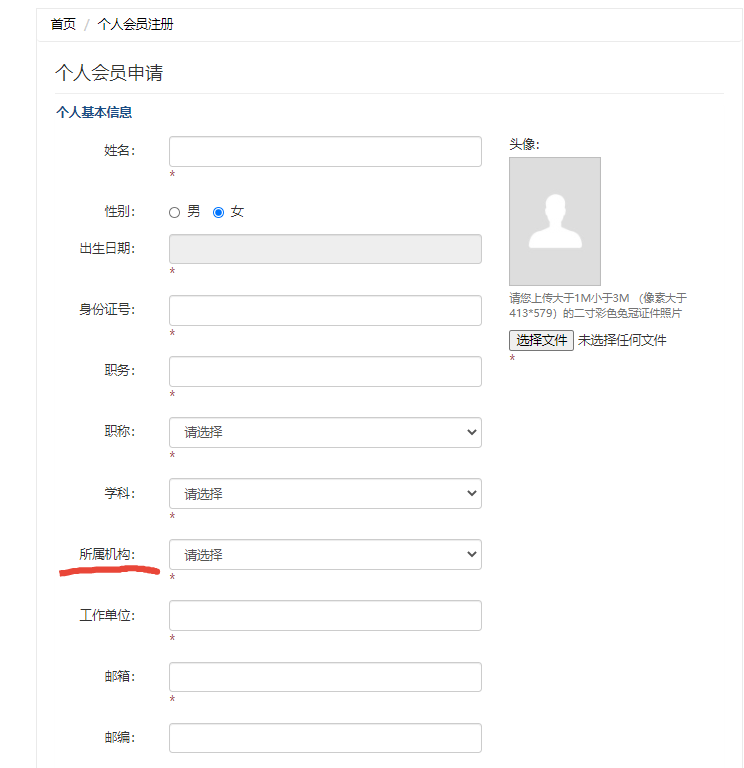 首页 / 个人会员注册
个人会员申请
个人基本信息
姓名:
*
头像:
性别: 男 女
出生日期:
*
身份证号:
*
请您上传大于1M小于3M （像素大于
413*579）的二寸彩色免冠证件照片
选择文件 未选择任何文件
*
职务:
*
职称: 请选择
*
学科: 请选择
*
所属机构: 请选择
*
工作单位:
*
邮箱:
*
邮编: